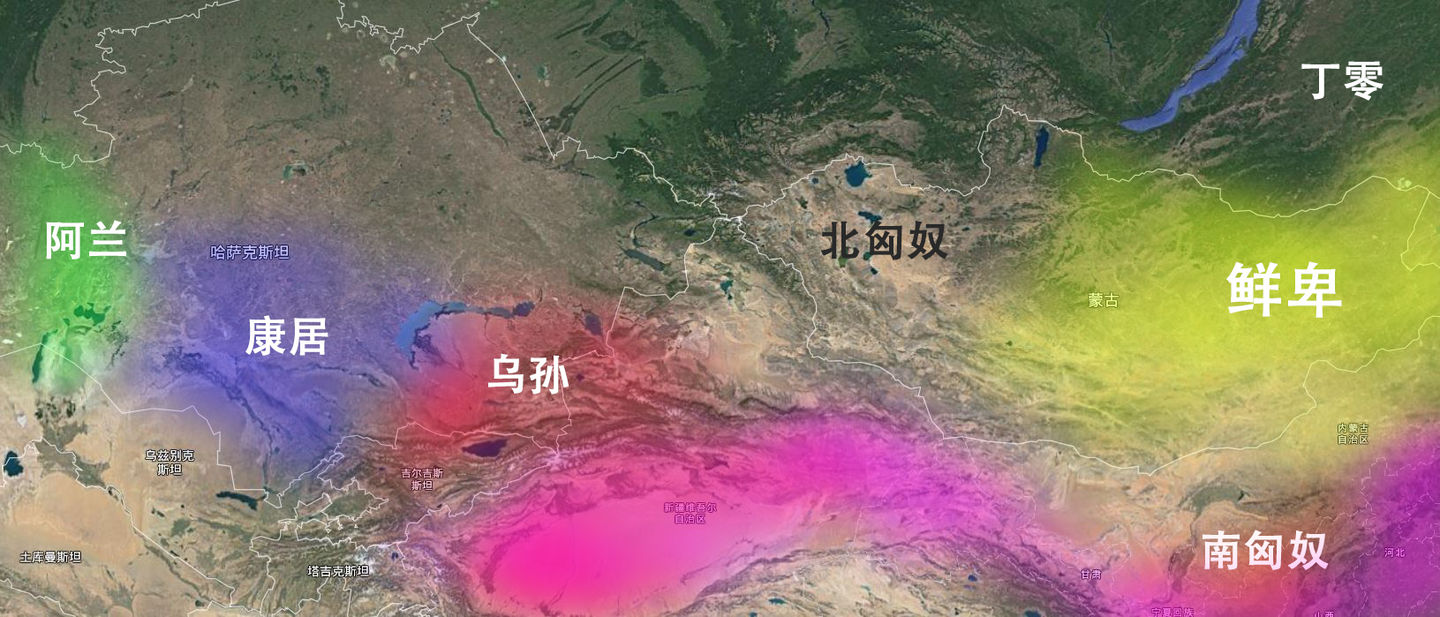 丁零
阿兰
哈萨克斯坦
北匈奴
鲜卑
蒙古
康居
乌孙
内蒙古
自治区
乌兹别克
斯坦
吉尔吉斯
斯坦
新疆维吾尔
自治区
南匈奴
河北
土库曼斯坦
塔吉克斯坦
甘肃
宁夏回族
山西